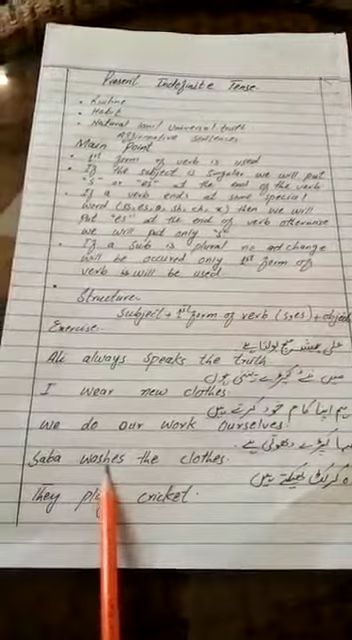 Present Indefinite Tense
• Routine
• Habit
• Natural and Universal truth
Affirmative Sentences
Main Point
• 1st form of verb is used
• If the subject is singular we will put
"s" or "es" at the end of the verb
• If a verb ends at some special
word (s, es, o, sh, ch, x) then we will
put "es" at the end of verb otherwise
we will put only "s"
• If a sub is plural no change
will be occured only 1st form of
verb will be used
Structure
Subject + 1st form of verb (s, es) + object
Exercise
علی ہمیشہ سچ بولتا ہے
Ali always speaks the truth
میں نئے کپڑے پہنتی ہوں
I wear new clothes.
ہم اپنا کام خود کرتے ہیں
we do our work ourselves
صبا کپڑے دھوتی ہے
Saba washes the clothes.
وہ کرکٹ کھیلتے ہیں
They play cricket.